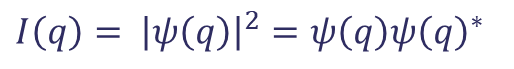 I(q) = |ψ(q)|² = ψ(q)ψ(q)*